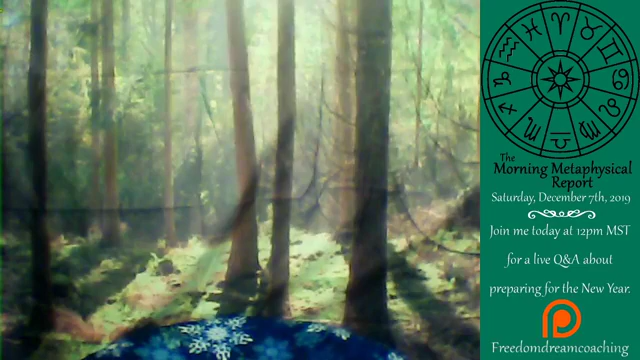 The
Morning Metaphysical
Report
Saturday, December 7th, 2019
Join me today at 12pm MST
for a live Q&A about
preparing for the New Year.
Freedomdreamcoaching